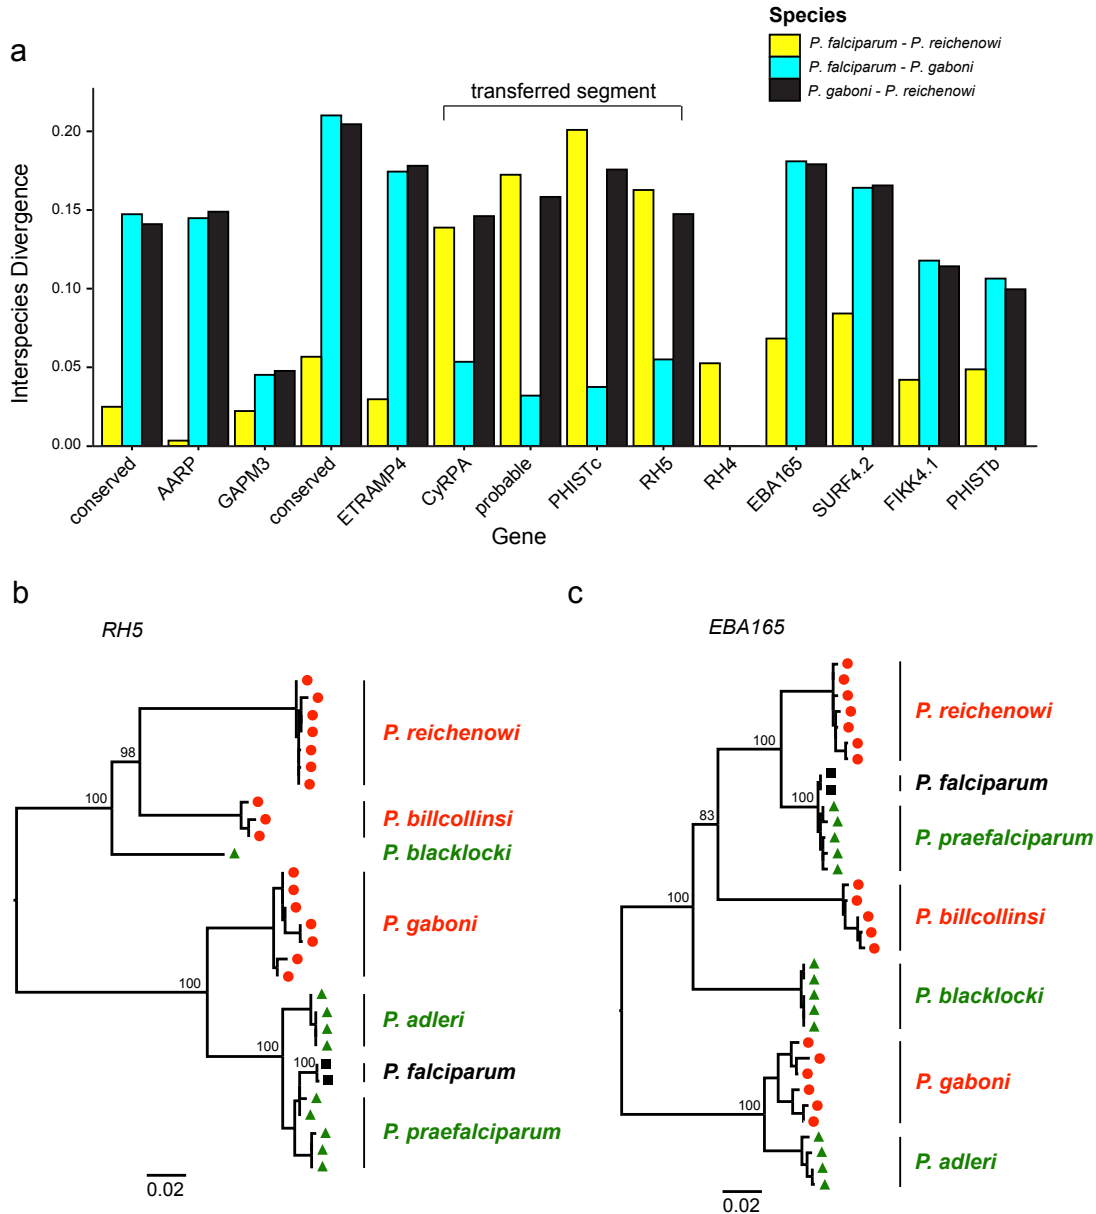 Species
a
P. falciparum - P. reichenowi
P. falciparum - P. gaboni
P. gaboni - P. reichenowi
transferred segment
Interspecies Divergence
0.20
0.15
0.10
0.05
0.00
conserved
AARP
GAPM3
conserved
ETRAMP4
CyRPA
probable
PHISTc
RH5
RH4
EBA165
SURF4.2
FIKK4.1
PHISTb
Gene
b
RH5
98
100
100
100
100
P. reichenowi
P. billcollinsi
P. blacklocki
P. gaboni
P. adleri
P. falciparum
P. praefalciparum
0.02
c
EBA165
100
100
83
100
100
P. reichenowi
P. falciparum
P. praefalciparum
P. billcollinsi
P. blacklocki
P. gaboni
P. adleri
0.02